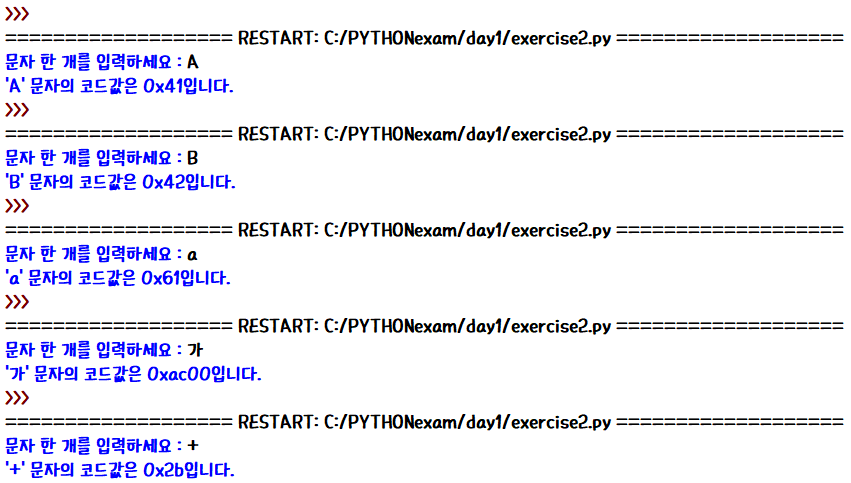 >>>
=================== RESTART: C:/PYTHONexam/day1/exercise2.py ===================
문자 한 개를 입력하세요 : A
'A' 문자의 코드값은 0x41입니다.
>>>
=================== RESTART: C:/PYTHONexam/day1/exercise2.py ===================
문자 한 개를 입력하세요 : B
'B' 문자의 코드값은 0x42입니다.
>>>
=================== RESTART: C:/PYTHONexam/day1/exercise2.py ===================
문자 한 개를 입력하세요 : a
'a' 문자의 코드값은 0x61입니다.
>>>
=================== RESTART: C:/PYTHONexam/day1/exercise2.py ===================
문자 한 개를 입력하세요 : 가
'가' 문자의 코드값은 0xac00입니다.
>>>
=================== RESTART: C:/PYTHONexam/day1/exercise2.py ===================
문자 한 개를 입력하세요 : +
'+' 문자의 코드값은 0x2b입니다.